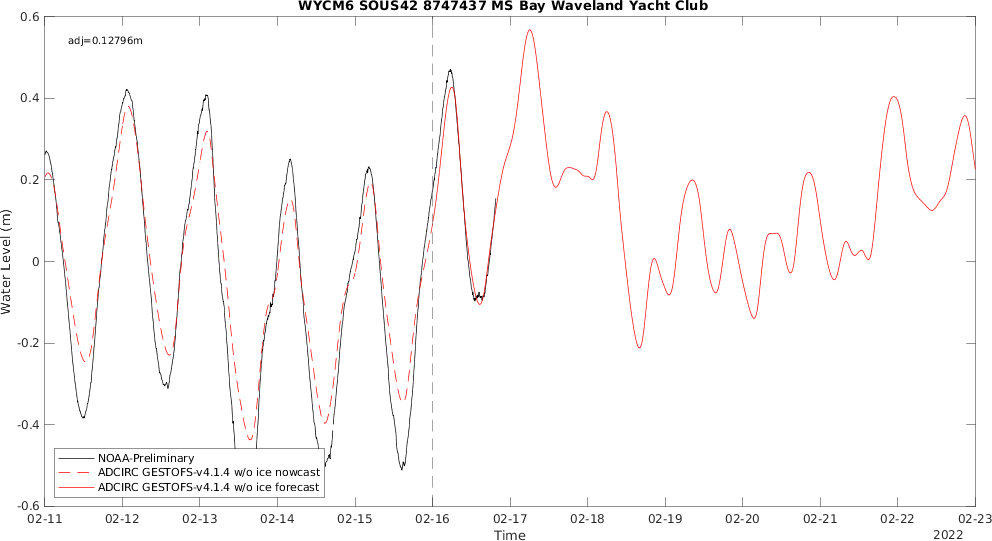 WYCM6 SOUS42 8747437 MS Bay Waveland Yacht Club
adj=0.12796m
0.6
0.4
0.2
0
-0.2
-0.4
-0.6
Water Level (m)
NOAA-Preliminary
ADCIRC GESTOFS-v4.1.4 w/o ice nowcast
ADCIRC GESTOFS-v4.1.4 w/o ice forecast
02-11 02-12 02-13 02-14 02-15 02-16 02-17 02-18 02-19 02-20 02-21 02-22 02-23
Time
2022